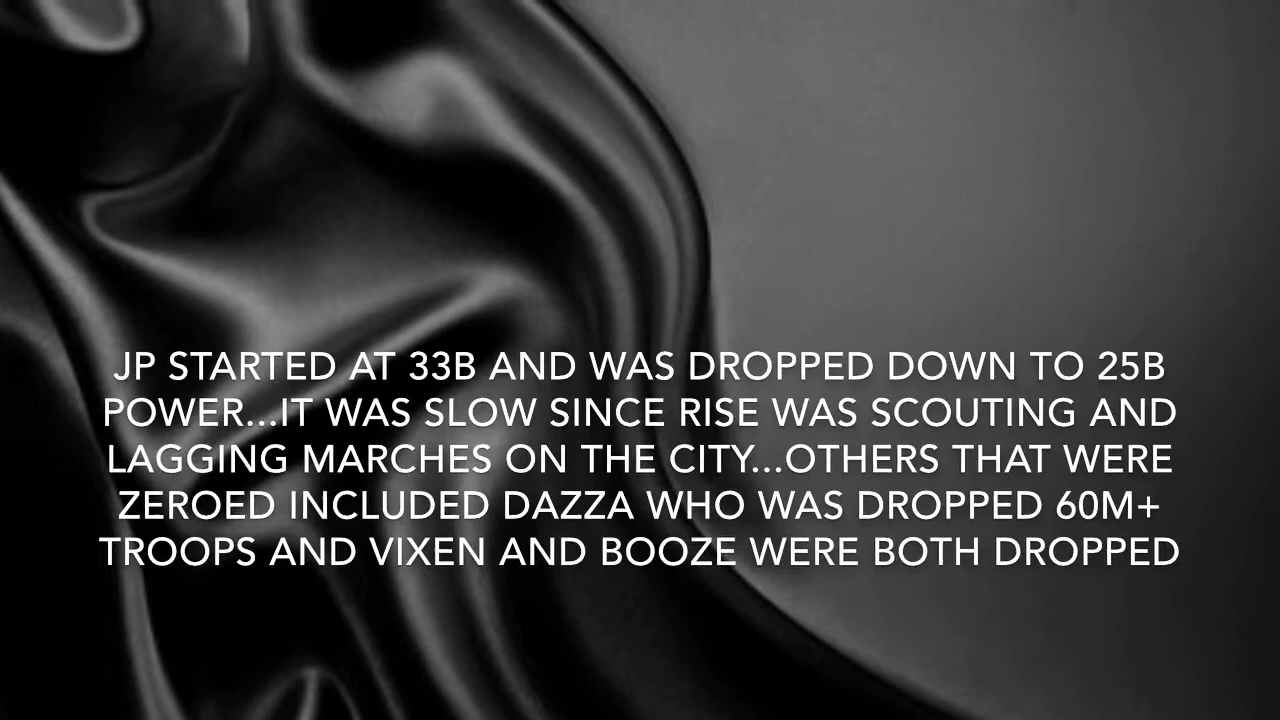 JP STARTED AT 33B AND WAS DROPPED DOWN TO 25B
POWER...IT WAS SLOW SINCE RISE WAS SCOUTING AND
LAGGING MARCHES ON THE CITY...OTHERS THAT WERE
ZEROED INCLUDED DAZZA WHO WAS DROPPED 60M+
TROOPS AND VIXEN AND BOOZE WERE BOTH DROPPED